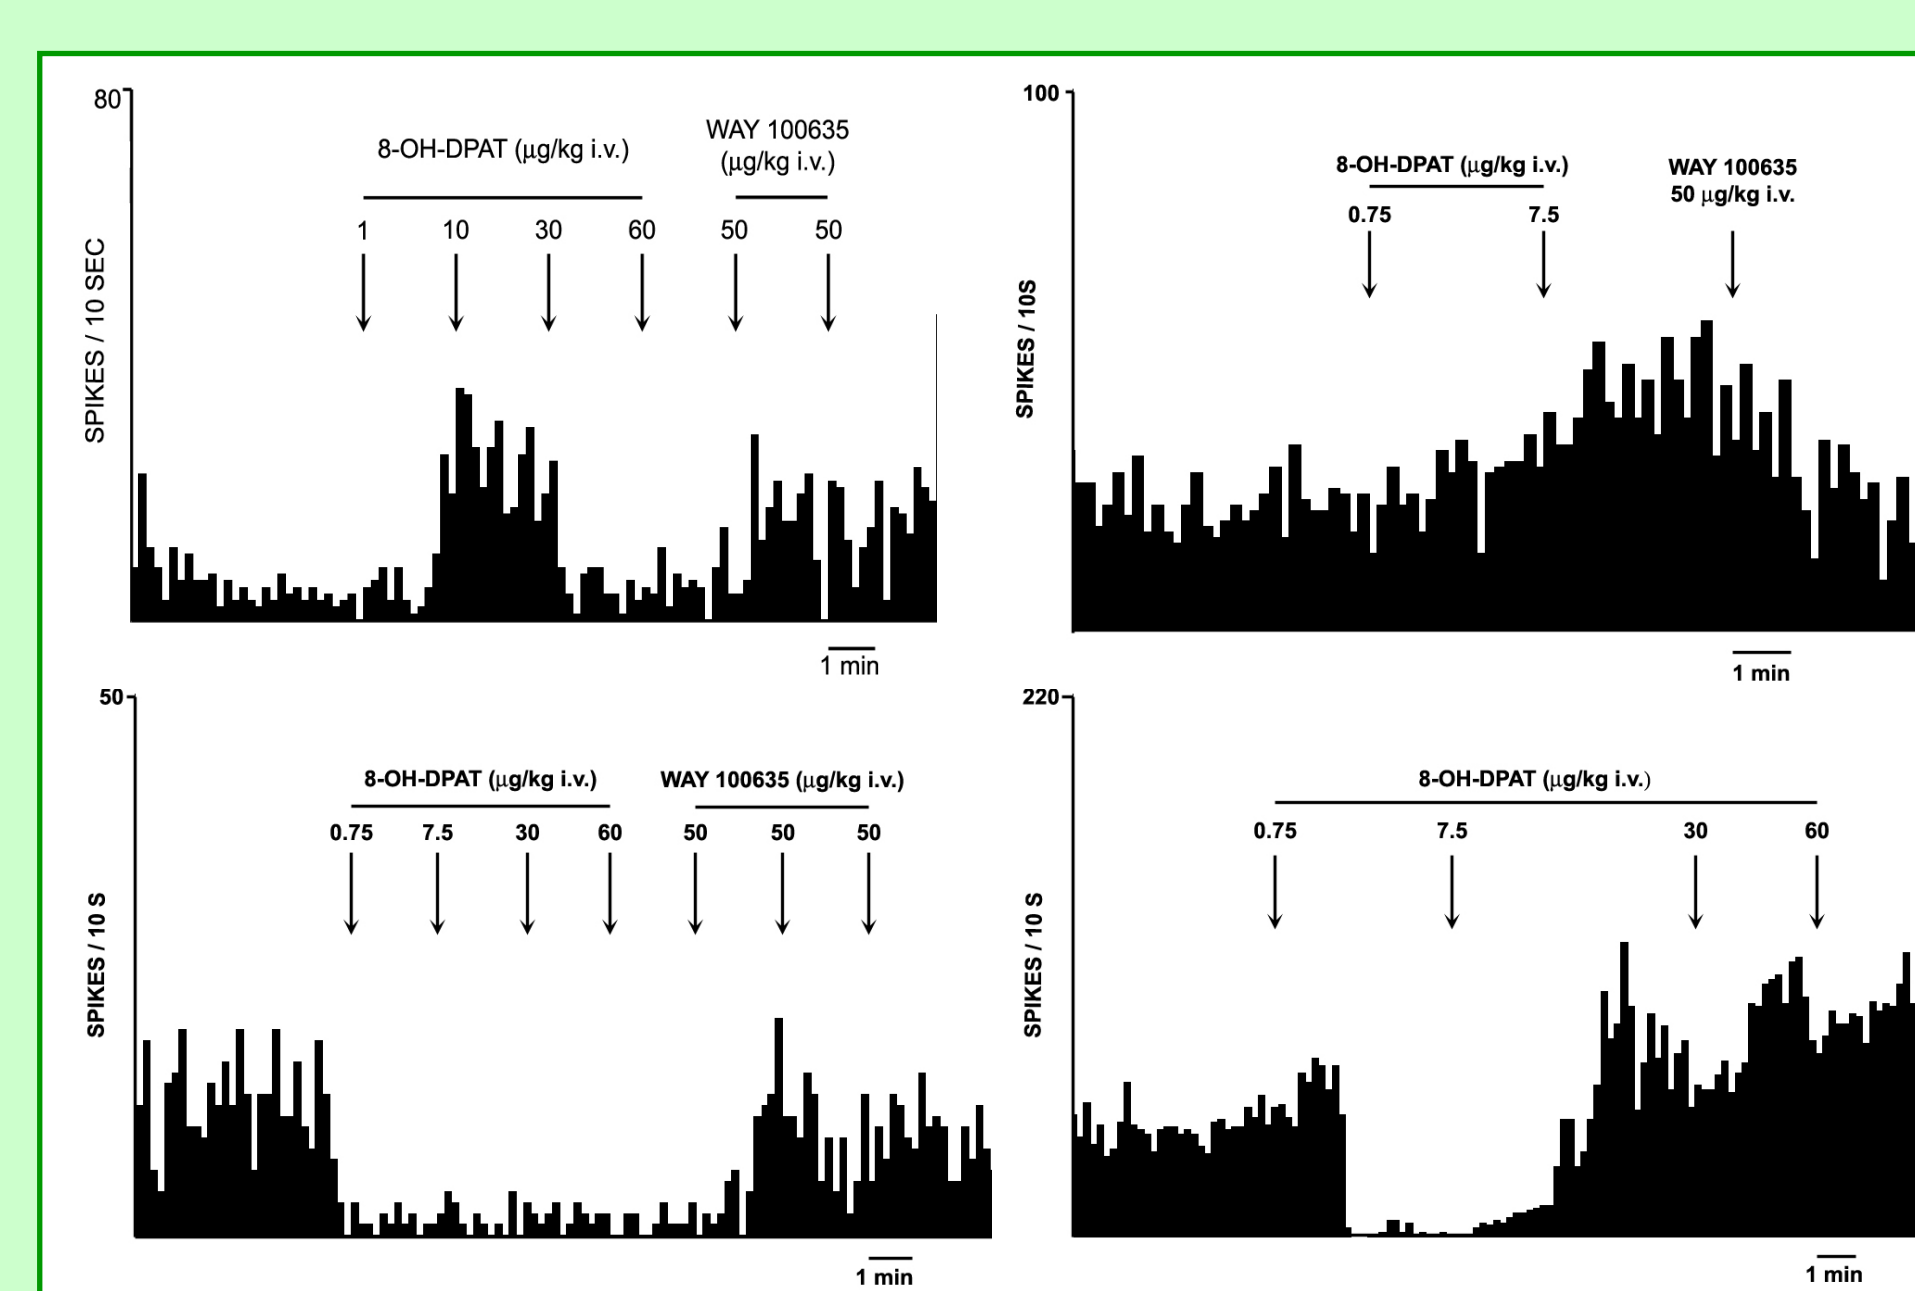 80
8-OH-DPAT (μg/kg i.v.)
WAY 100635
(μg/kg i.v.)
1 10 30 60 50 50
SPIKES / 10 SEC
1 min
100
8-OH-DPAT (μg/kg i.v.)
0.75 7.5
WAY 100635
50 μg/kg i.v.
SPIKES / 10S
1 min
50
8-OH-DPAT (μg/kg i.v.)
WAY 100635 (μg/kg i.v.)
0.75 7.5 30 60 50 50 50
SPIKES / 10 S
1 min
220
8-OH-DPAT (μg/kg i.v.)
0.75 7.5 30 60
SPIKES / 10 S
1 min